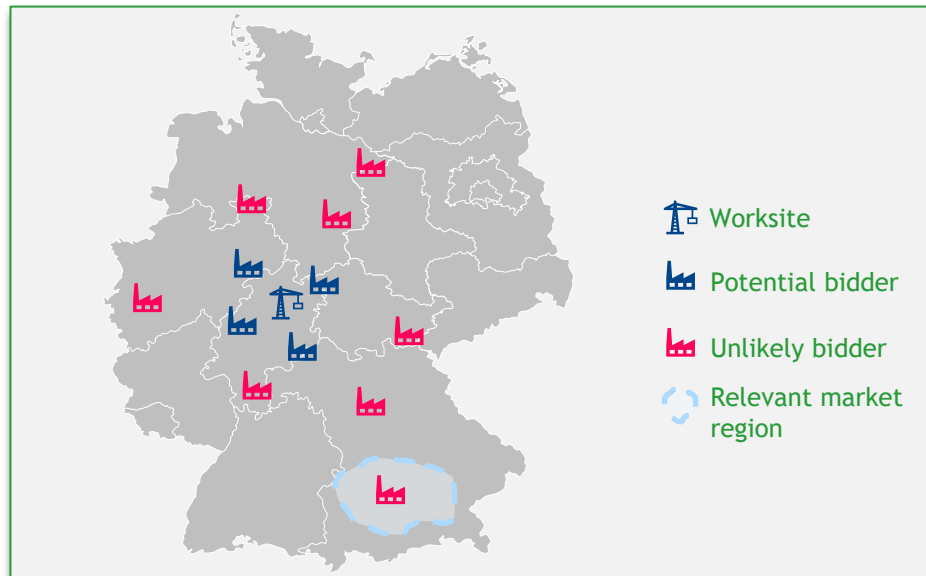 Worksite
Potential bidder
Unlikely bidder
Relevant market
region